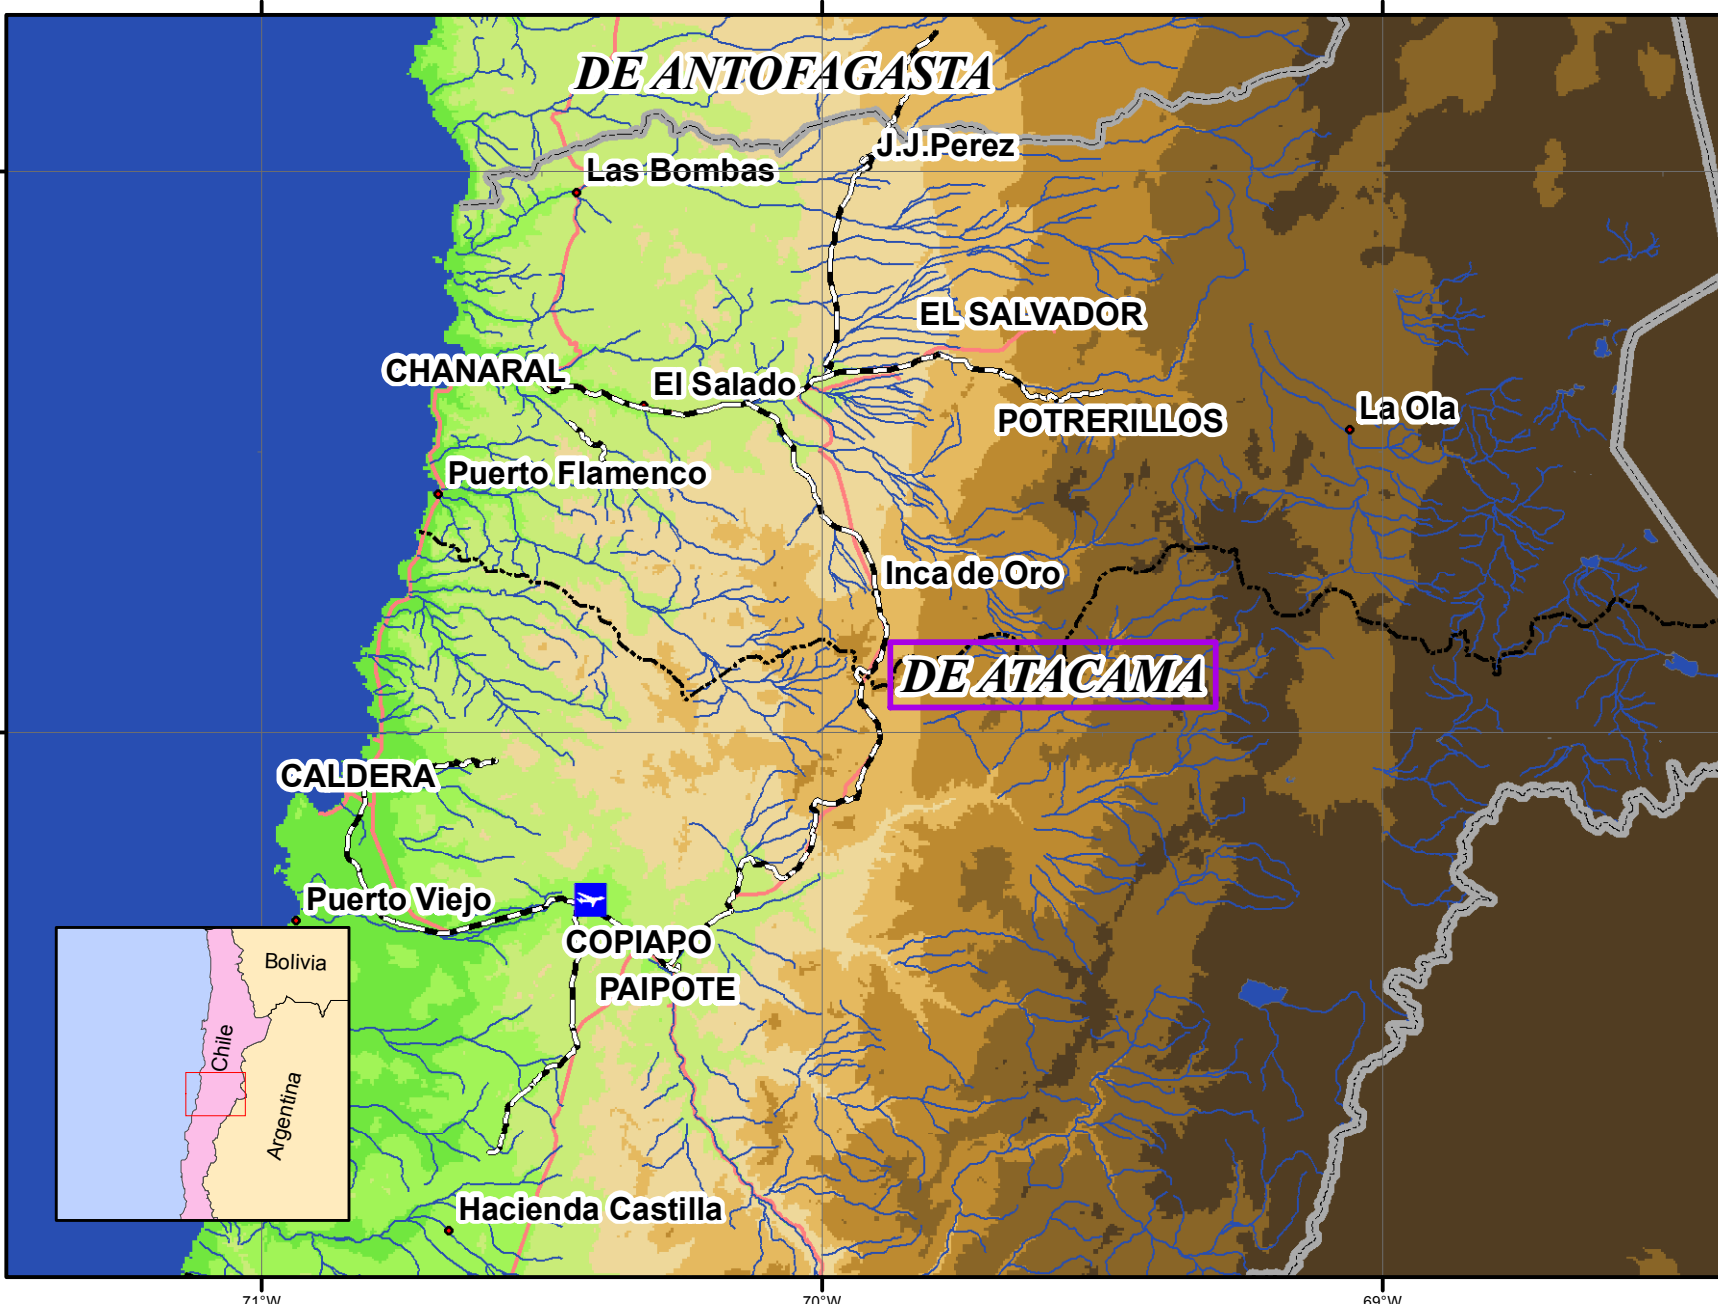 DE ANTOFAGASTA
J.J.Perez
Las Bombas
EL SALVADOR
CHANARAL
El Salado
POTRERILLOS
La Ola
Puerto Flamenco
Inca de Oro
DE ATACAMA
CALDERA
Puerto Viejo
COPIAPO
PAIPOTE
Bolivia
Chile
Argentina
Hacienda Castilla
71°W
70°W
69°W